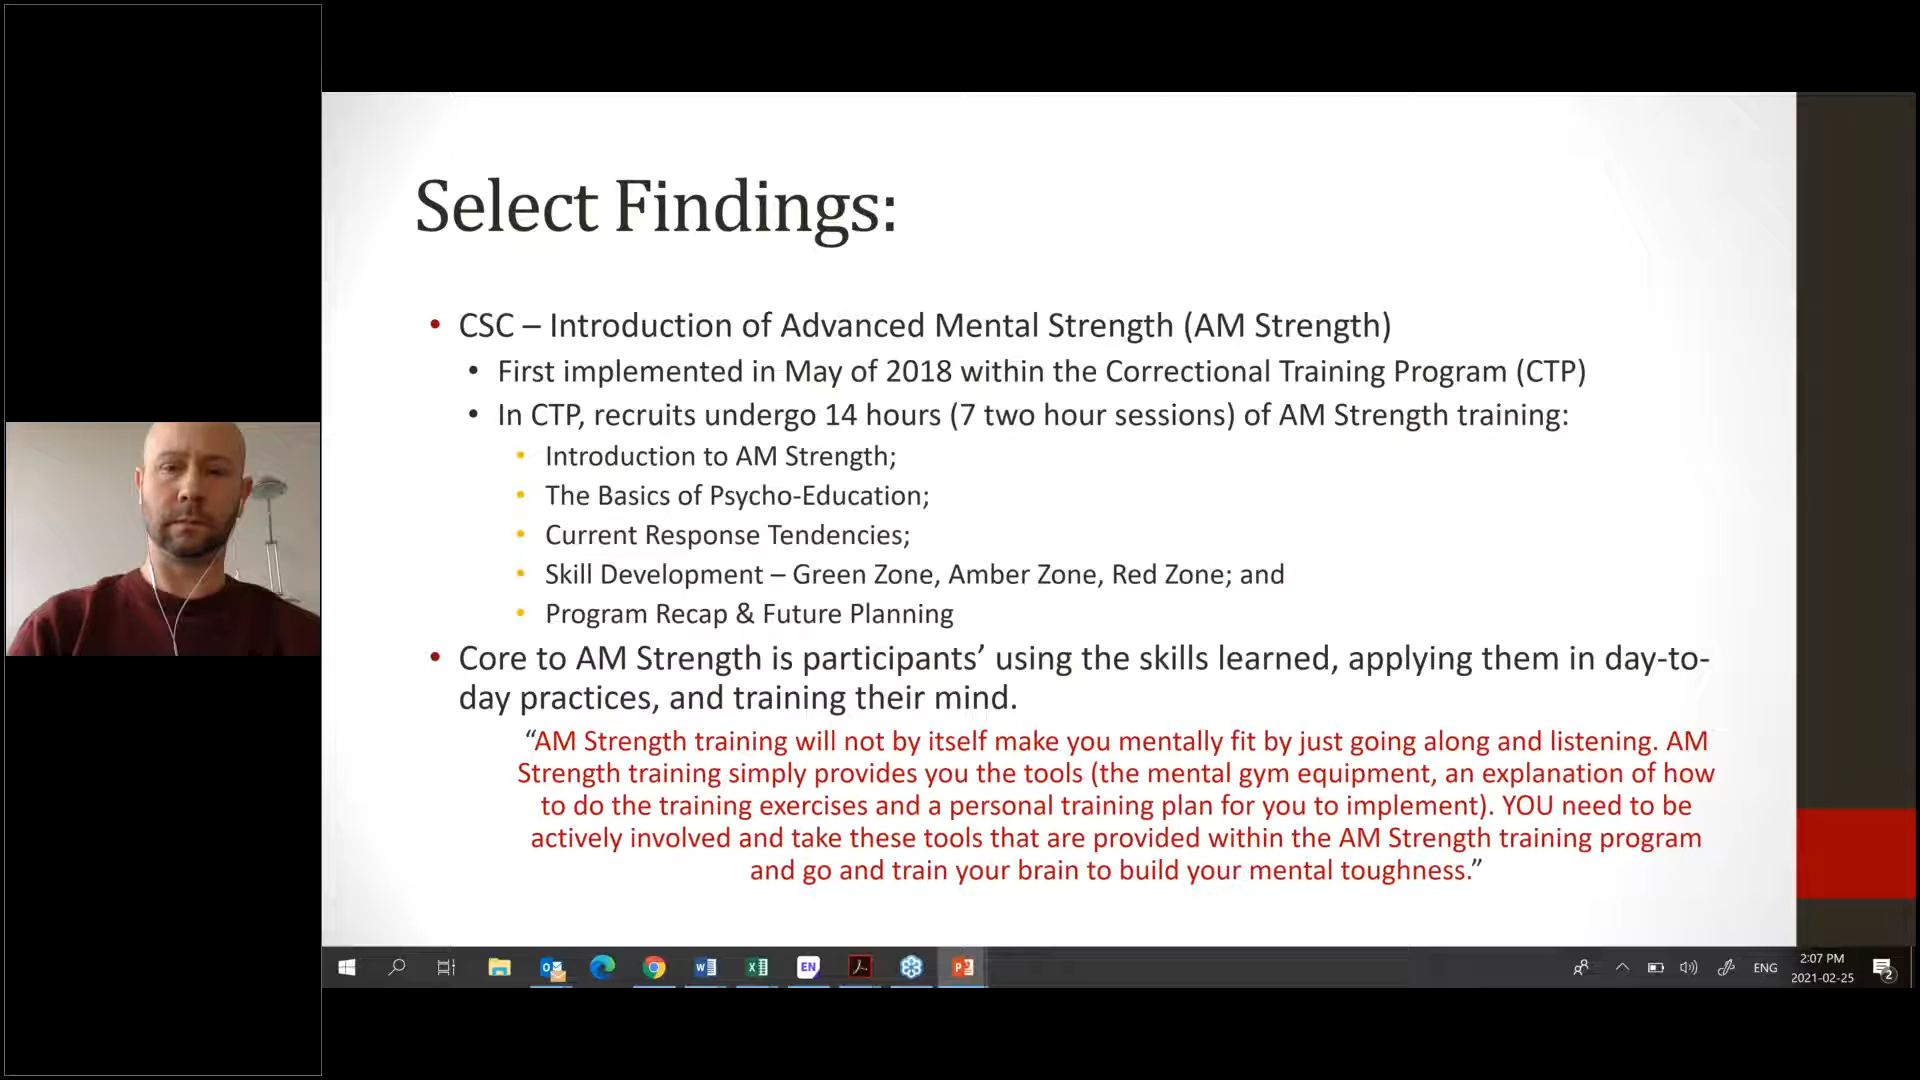 Select Findings:
• CSC – Introduction of Advanced Mental Strength (AM Strength)
• First implemented in May of 2018 within the Correctional Training Program (CTP)
• In CTP, recruits undergo 14 hours (7 two hour sessions) of AM Strength training:
• Introduction to AM Strength;
• The Basics of Psycho-Education;
• Current Response Tendencies;
• Skill Development – Green Zone, Amber Zone, Red Zone; and
• Program Recap & Future Planning
• Core to AM Strength is participants’ using the skills learned, applying them in day-to-
day practices, and training their mind.
“AM Strength training will not by itself make you mentally fit by just going along and listening. AM
Strength training simply provides you the tools (the mental gym equipment, an explanation of how
to do the training exercises and a personal training plan for you to implement). YOU need to be
actively involved and take these tools that are provided within the AM Strength training program
and go and train your brain to build your mental toughness.”
EN
ENG
2:07 PM
2021-02-25
2